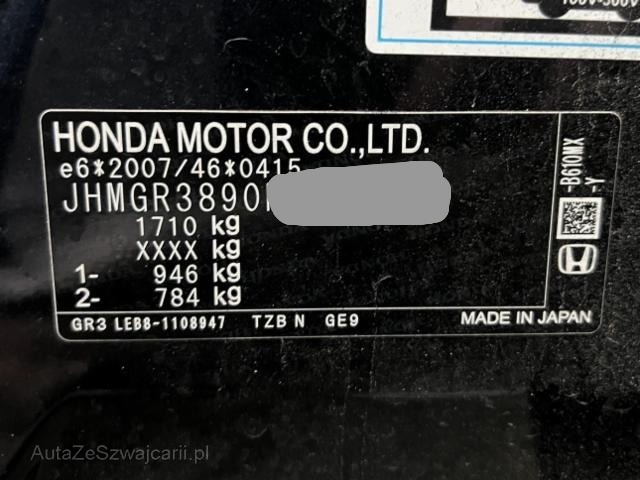 HONDA MOTOR CO.,LTD.
e6*2007/46*0415
JHMGR3890
1710 kg
XXXX kg
1- 946 kg
2- 784 kg
GR3 LEB8-1108947 TZB N GE9
MADE IN JAPAN
-B610MX
-Y
AutaZeSzwajcarii.pl